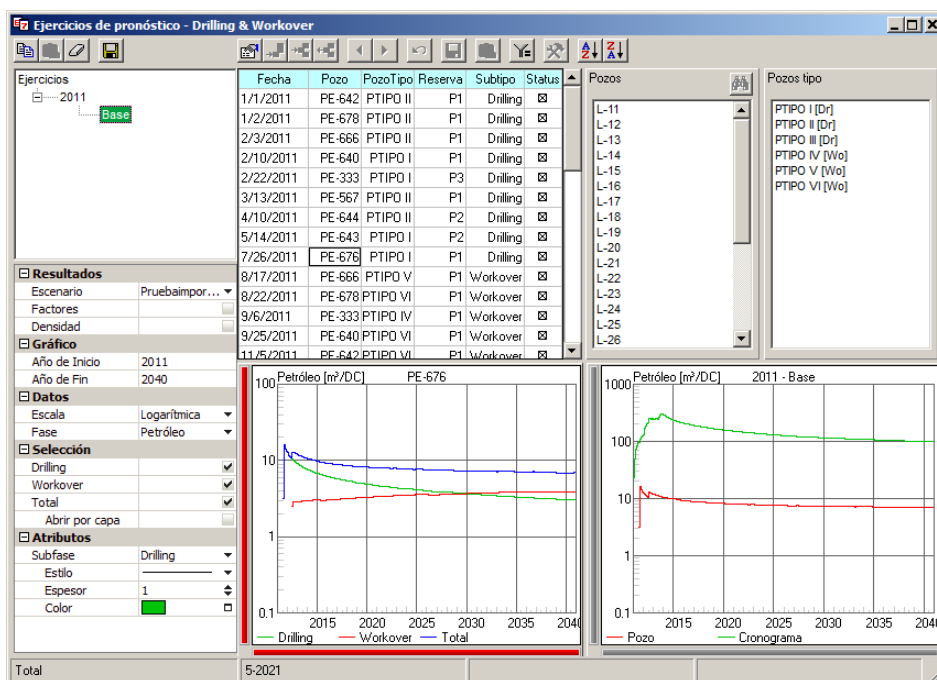 Ejercicios de pronóstico - Drilling & Workover
Ejercicios
2011
Base
Fecha Pozo PozoTipo Reserva Subtipo Status
1/1/2011 PE-642 PTIPO II P1 Drilling
1/2/2011 PE-678 PTIPO II P1 Drilling
2/3/2011 PE-666 PTIPO II P1 Drilling
2/10/2011 PE-640 PTIPO I P1 Drilling
2/22/2011 PE-333 PTIPO I P3 Drilling
3/13/2011 PE-567 PTIPO II P1 Drilling
4/10/2011 PE-644 PTIPO II P2 Drilling
5/14/2011 PE-643 PTIPO I P2 Drilling
7/26/2011 PE-676 PTIPO I P1 Drilling
8/17/2011 PE-666 PTIPO V P1 Workover
8/22/2011 PE-678 PTIPO VI P1 Workover
9/6/2011 PE-333 PTIPO IV P1 Workover
9/25/2011 PE-640 PTIPO VI P1 Workover
11/5/2011 PE-642 PTIPO VI P1 Workover
Pozos
L-11
L-12
L-13
L-14
L-15
L-16
L-17
L-18
L-19
L-20
L-21
L-22
L-23
L-24
L-25
L-26
Pozos tipo
PTIPO I [Dr]
PTIPO II [Dr]
PTIPO III [Dr]
PTIPO IV [Wo]
PTIPO V [Wo]
PTIPO VI [Wo]
Resultados
Escenario Pruebaimpor...
Factores
Densidad
Gráfico
Año de Inicio 2011
Año de Fin 2040
Datos
Escala Logarítmica
Fase Petróleo
Selección
Drilling
Workover
Total
Abrir por capa
Atributos
Subfase Drilling
Estilo
Espesor 1
Color
Petróleo [m³/DC] PE-676
100
10
1
0.1
2015 2020 2025 2030 2035 2040
Drilling Workover Total
Petróleo [m³/DC] 2011 - Base
1000
100
10
1
0.1
2015 2020 2025 2030 2035 2040
Pozo Cronograma
Total 5-2021